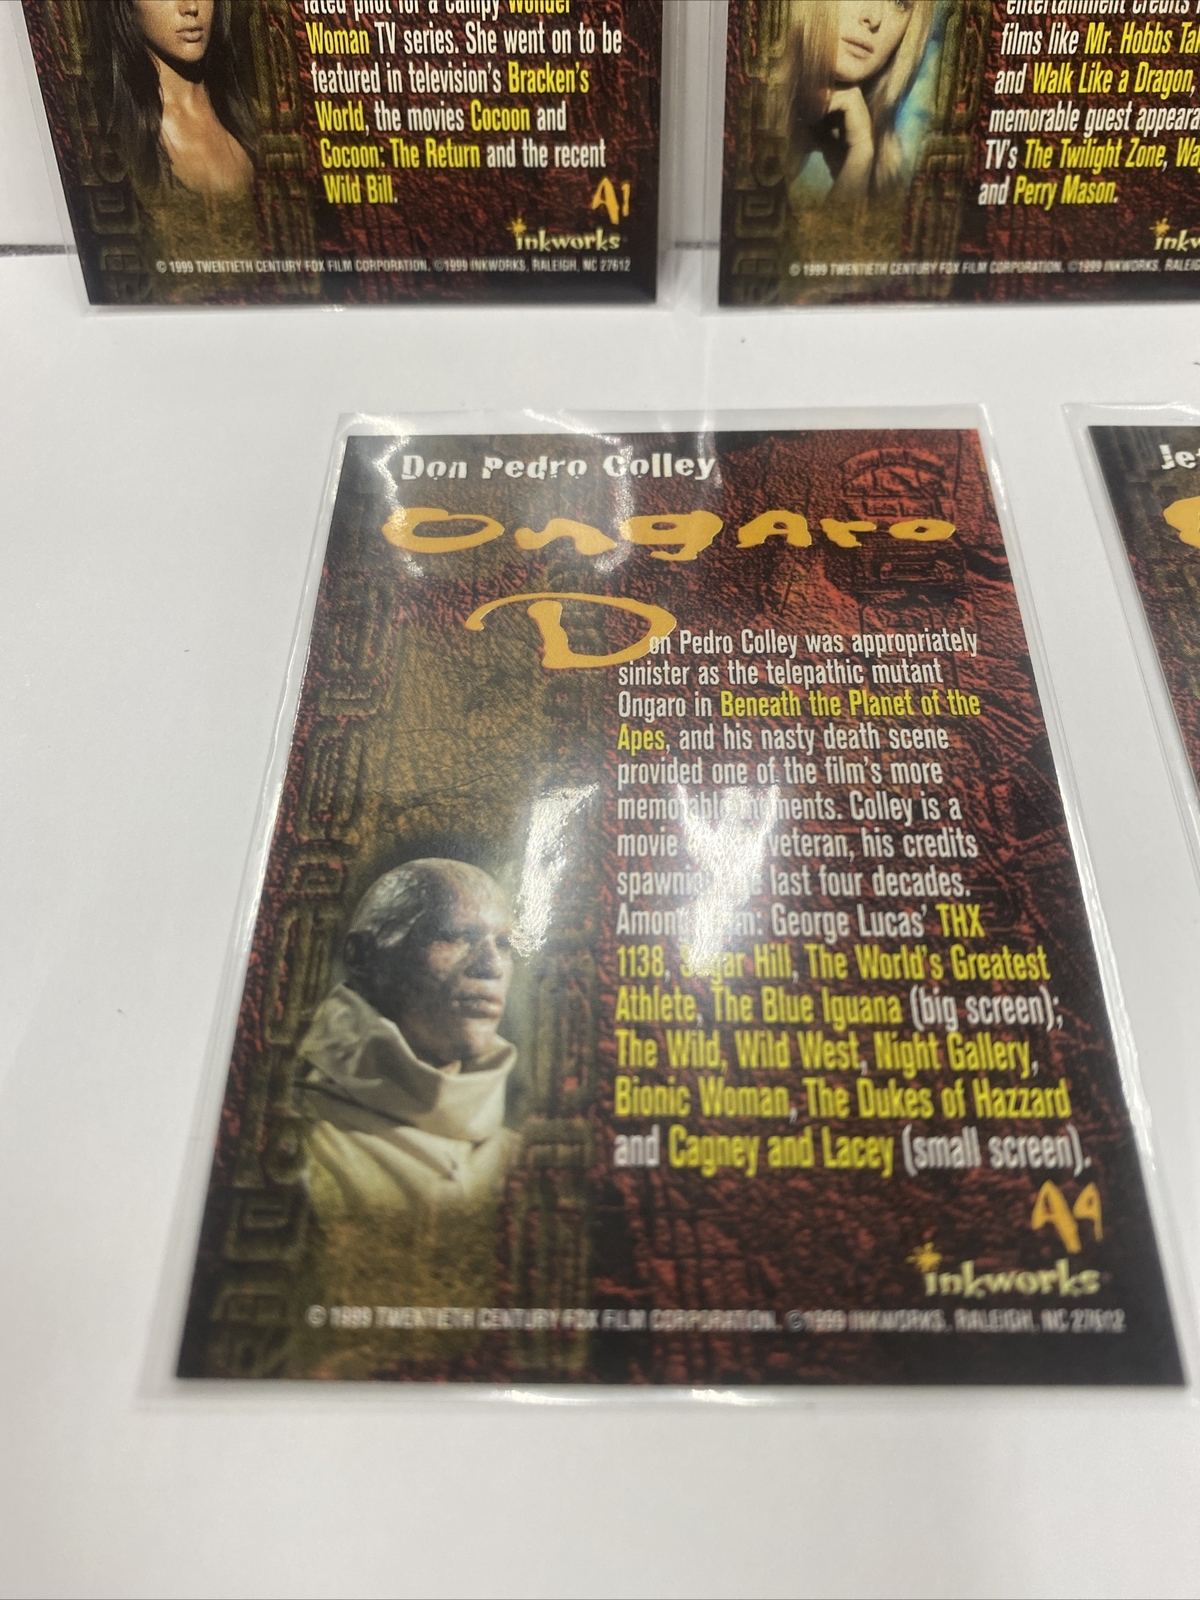 lated pilot for a campy Wonder
Woman TV series. She went on to be
featured in television's Bracken's
World, the movies Cocoon and
Cocoon: The Return and the recent
Wild Bill.
A1
inkworks
© 1999 TWENTIETH CENTURY FOX FILM CORPORATION. ©1999 INKWORKS, RALEIGH, NC 27612
entertainment credits
films like Mr. Hobbs
and Walk Like a Dragon,
memorable guest
TV's The Twilight Zone,
and Perry Mason.
© 1999 TWENTIETH CENTURY FOX FILM CORPORATION. ©1999 INKWORKS,
Don Pedro Colley
Ongaro
Don Pedro Colley was appropriately
sinister as the telepathic mutant
Ongaro in Beneath the Planet of the
Apes, and his nasty death scene
provided one of the film's more
memorable moments. Colley is a
movie veteran, his credits
spawning last four decades.
Among them: George Lucas' THX
1138, Sugar Hill, The World's Greatest
Athlete, The Blue Iguana (big screen);
The Wild, Wild West, Night Gallery,
Bionic Woman, The Dukes of Hazzard
and Cagney and Lacey (small screen).
A4
inkworks
© 1999 TWENTIETH CENTURY FOX FILM CORPORATION. ©1999 INKWORKS, RALEIGH, NC 27612